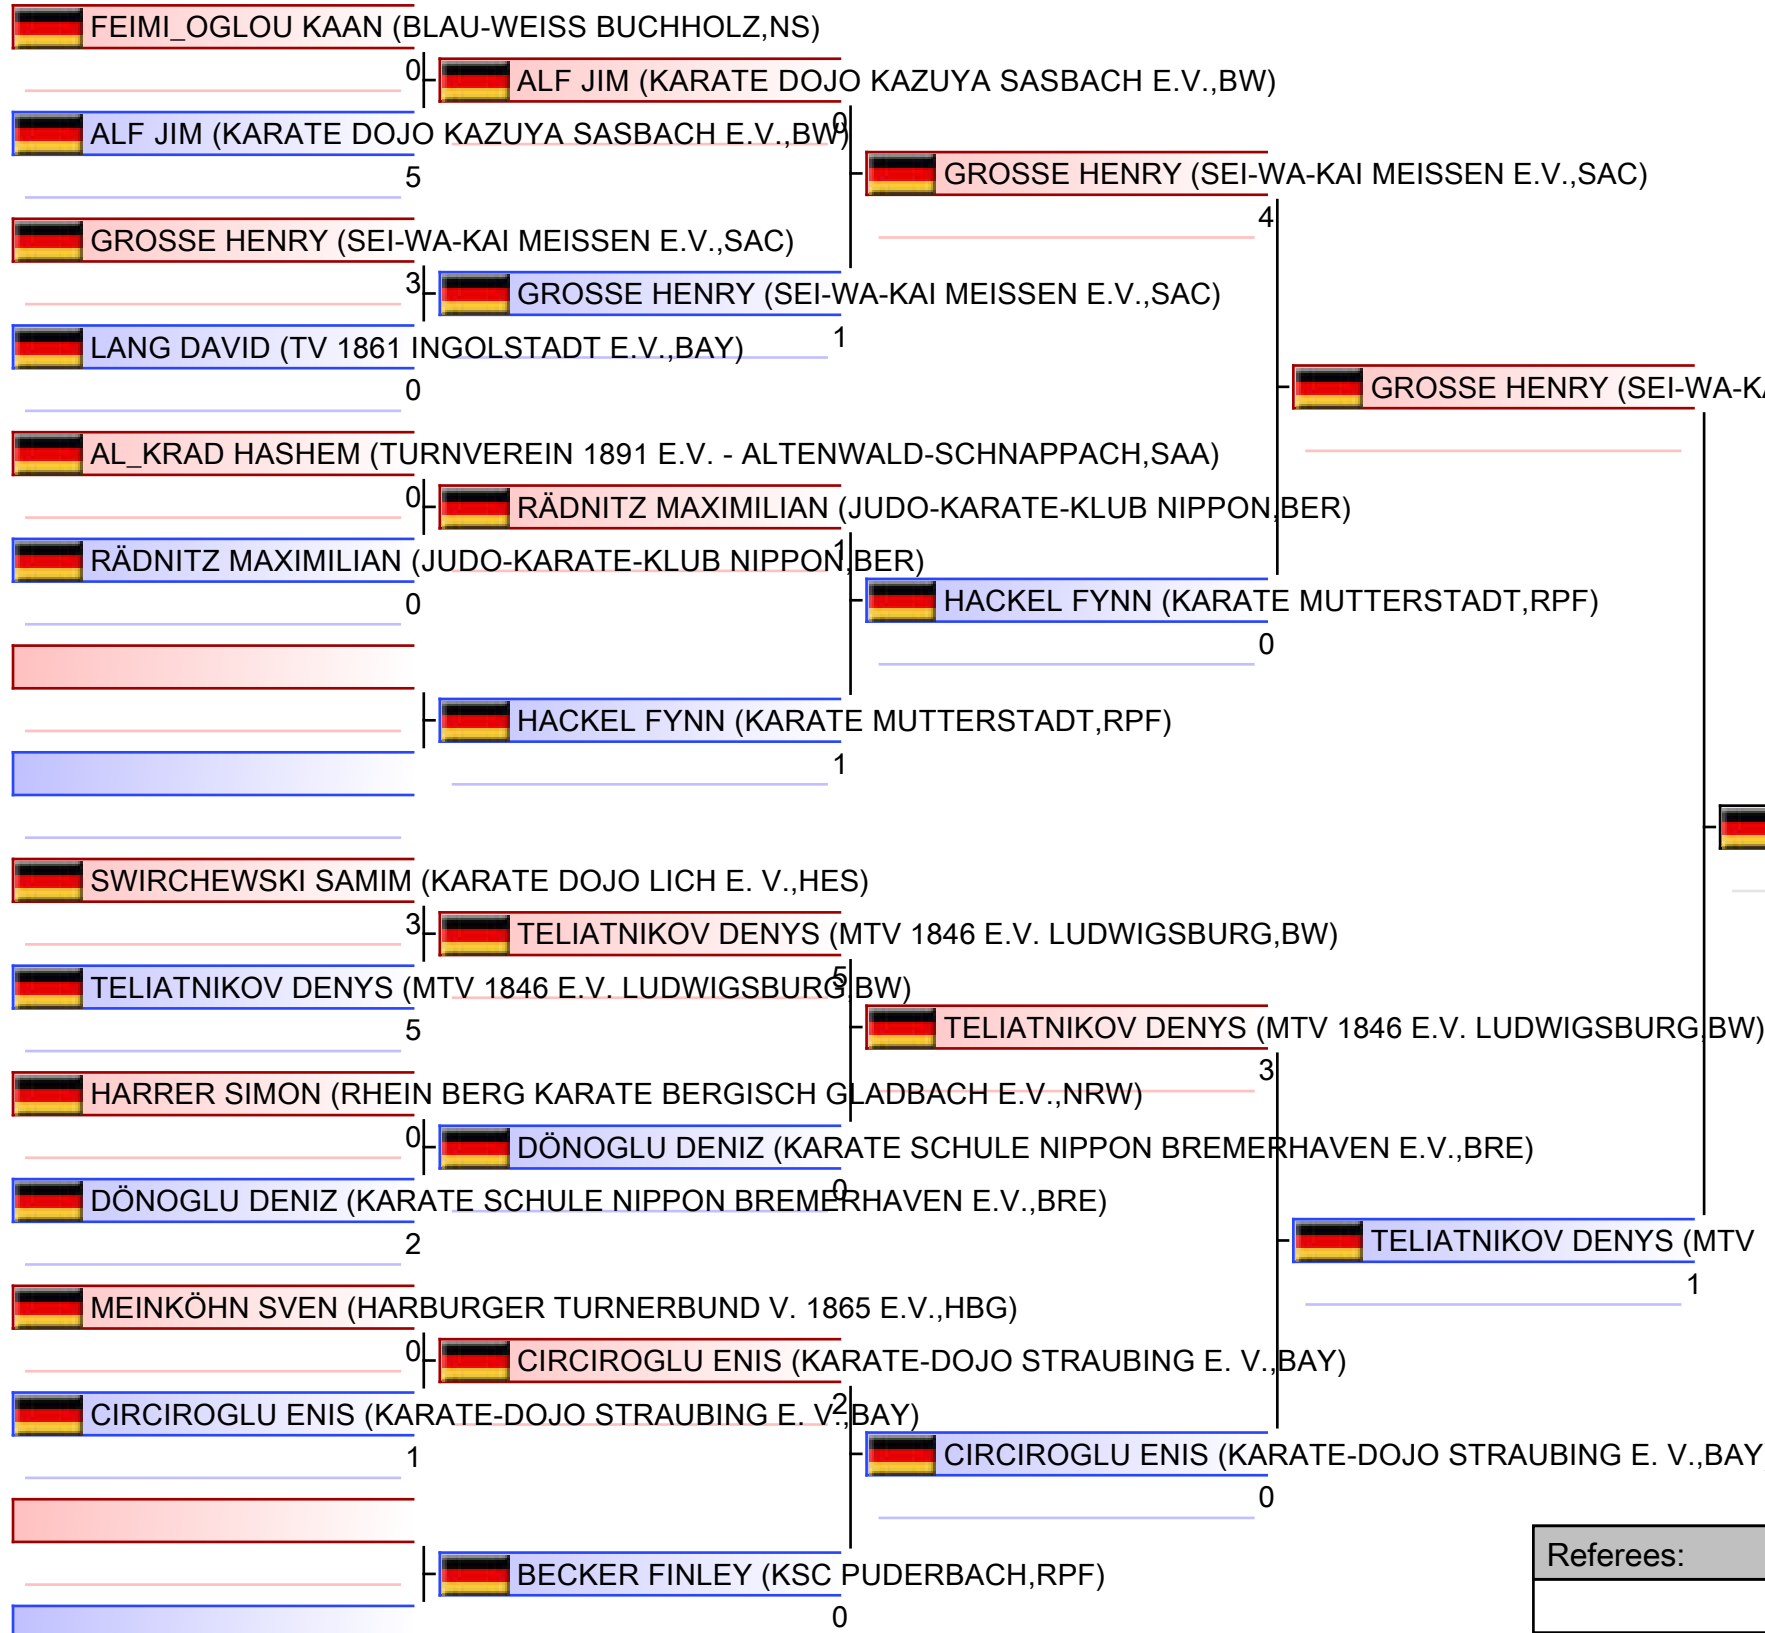 FEIMI_OGLOU KAAN (BLAU-WEISS BUCHHOLZ,NS)
0
ALF JIM (KARATE DOJO KAZUYA SASBACH E.V.,BW)
ALF JIM (KARATE DOJO KAZUYA SASBACH E.V.,BW)
0
5
GROSSE HENRY (SEI-WA-KAI MEISSEN E.V.,SAC)
4
GROSSE HENRY (SEI-WA-KAI MEISSEN E.V.,SAC)
3
GROSSE HENRY (SEI-WA-KAI MEISSEN E.V.,SAC)
1
LANG DAVID (TV 1861 INGOLSTADT E.V.,BAY)
0
GROSSE HENRY (SEI-WA-KA
AL_KRAD HASHEM (TURNVEREIN 1891 E.V. - ALTENWALD-SCHNAPPACH,SAA)
0
RÄDNITZ MAXIMILIAN (JUDO-KARATE-KLUB NIPPON,BER)
1
RÄDNITZ MAXIMILIAN (JUDO-KARATE-KLUB NIPPON,BER)
0
HACKEL FYNN (KARATE MUTTERSTADT,RPF)
0
HACKEL FYNN (KARATE MUTTERSTADT,RPF)
1
SWIRCHEWSKI SAMIM (KARATE DOJO LICH E. V.,HES)
3
TELIATNIKOV DENYS (MTV 1846 E.V. LUDWIGSBURG,BW)
5
TELIATNIKOV DENYS (MTV 1846 E.V. LUDWIGSBURG,BW)
5
TELIATNIKOV DENYS (MTV 1846 E.V. LUDWIGSBURG,BW)
3
HARRER SIMON (RHEIN BERG KARATE BERGISCH GLADBACH E.V.,NRW)
0
DÖNOGLU DENIZ (KARATE SCHULE NIPPON BREMERHAVEN E.V.,BRE)
0
DÖNOGLU DENIZ (KARATE SCHULE NIPPON BREMERHAVEN E.V.,BRE)
2
TELIATNIKOV DENYS (MTV
1
MEINKÖHN SVEN (HARBURGER TURNERBUND V. 1865 E.V.,HBG)
0
CIRCIROGLU ENIS (KARATE-DOJO STRAUBING E. V.,BAY)
2
CIRCIROGLU ENIS (KARATE-DOJO STRAUBING E. V.,BAY)
1
CIRCIROGLU ENIS (KARATE-DOJO STRAUBING E. V.,BAY
0
BECKER FINLEY (KSC PUDERBACH,RPF)
0
Referees: